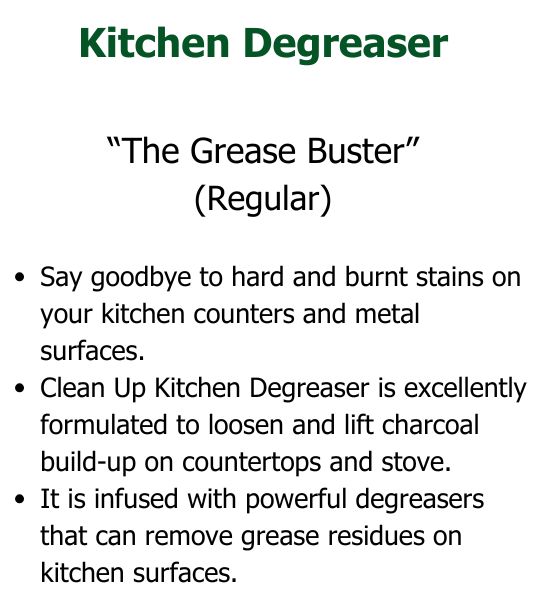 Kitchen Degreaser
“The Grease Buster”
(Regular)
• Say goodbye to hard and burnt stains on
your kitchen counters and metal
surfaces.
• Clean Up Kitchen Degreaser is excellently
formulated to loosen and lift charcoal
build-up on countertops and stove.
• It is infused with powerful degreasers
that can remove grease residues on
kitchen surfaces.